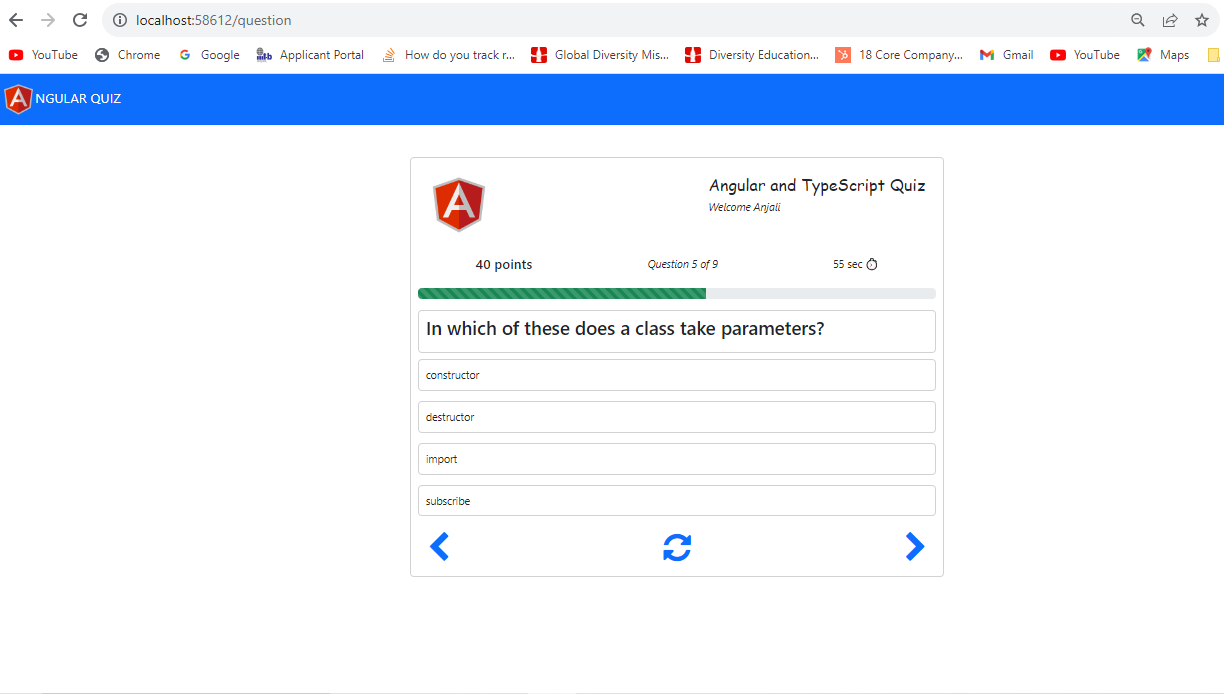 localhost:58612/question
YouTube Chrome Google Applicant Portal How do you track r... Global Diversity Mis... Diversity Education... 18 Core Company... Gmail YouTube Maps
NGULAR QUIZ
Angular and TypeScript Quiz
Welcome Anjali
40 points Question 5 of 9 55 sec
In which of these does a class take parameters?
constructor
destructor
import
subscribe